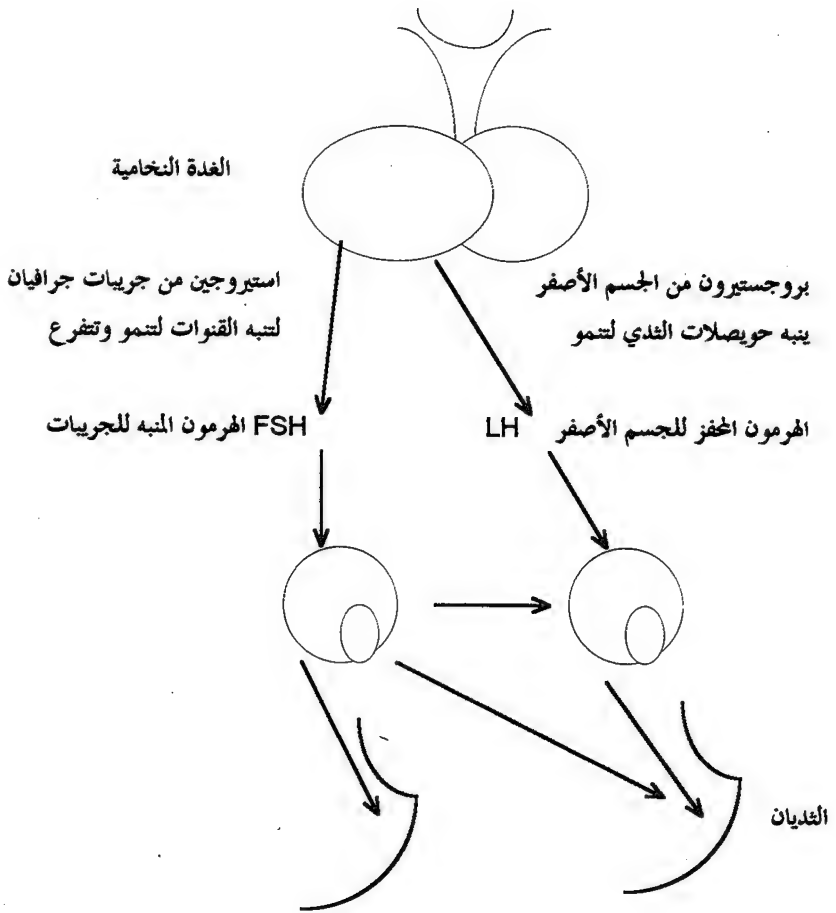 الغدة النخامية
بروجستيرون من الجسم الأصفر
ينبه حويصلات الثدي لتنمو
استيروجين من جريبات جرافيان
لتنبه القنوات لتنمو وتتفرع
الهرمون المحفز للجسم الأصفر LH
FSH الهرمون المنبه للجريبات
الثديان